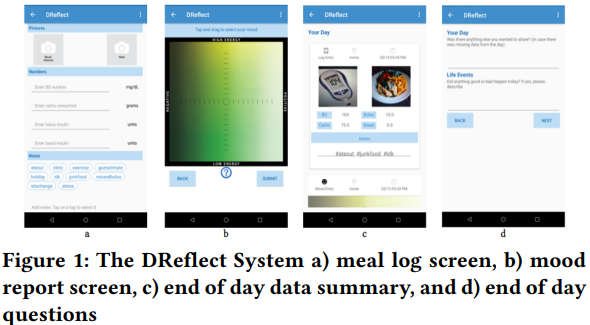 DReflect
Pictures
Numbers
Enter BG number
mg/dL
Enter carbs consumed
grams
Enter bolus insulin
units
Enter basal insulin
units
Notes
ateout
clinic
exercise
guesstimate
holiday
idk
junkfood
missedbolus
sitechange
stress
Add notes. Tap on a tag to select it
a
DReflect
Tap and drag to select your mood
HIGH ENERGY
NEGATIVE
POSITIVE
LOW ENERGY
?
BACK
SUBMIT
b
DReflect
Your Day
Log Entry
home
BG
Bolus
10.0
Carbs
75.0
Basal
0.0
Notes
#ateout #junkfood #idk
Mood Entry
home
c
DReflect
Your Day
Was there anything else you wanted to share? (in case there
was missing data from the day)
Life Events
Did anything good or bad happen today? If yes, please
describe
BACK
NEXT
d
Figure 1: The DReflect System a) meal log screen, b) mood
report screen, c) end of day data summary, and d) end of day
questions